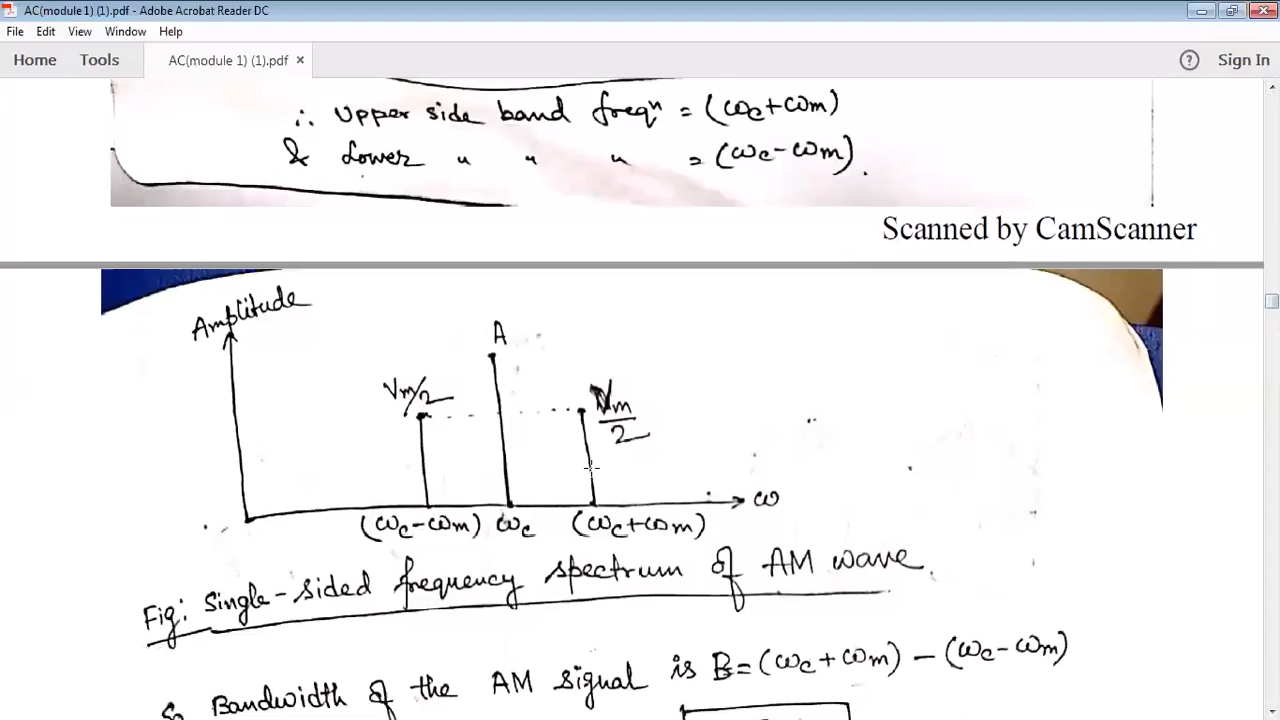 AC(module 1) (1).pdf - Adobe Acrobat Reader DC
File Edit View Window Help
Home Tools AC(module 1) (1).pdf × ? Sign In
∴ Upper side band freqⁿ = (ωc+ωm)
& Lower " " " = (ωc-ωm).
Scanned by CamScanner
Amplitude
A
Vm/2
Vm/2
(ωc-ωm) ωc (ωc+ωm) ω
Fig: Single-sided frequency spectrum of AM wave.
So Bandwidth of the AM signal is B=(ωc+ωm) - (ωc-ωm)